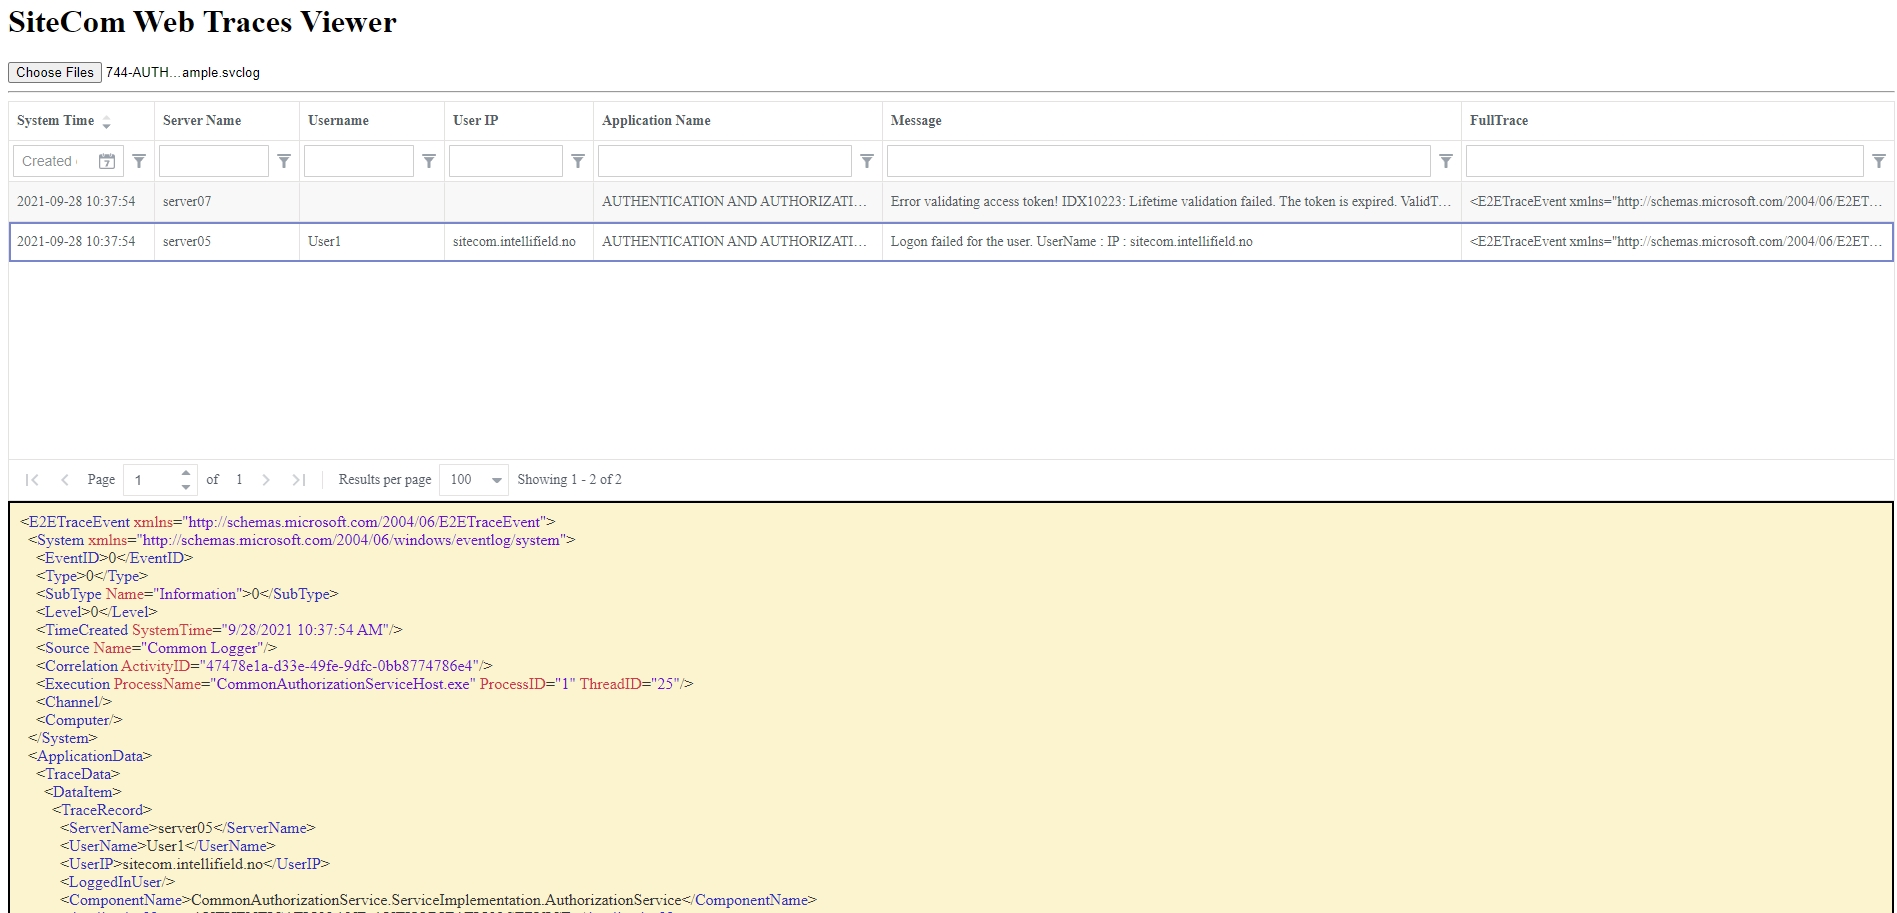 SiteCom Web Traces Viewer
Choose Files 744-AUTH...ample.svclog
System Time Server Name Username User IP Application Name Message FullTrace
Created 7
2021-09-28 10:37:54 server07 AUTHENTICATION AND AUTHORIZATI... Error validating access token! IDX10223: Lifetime validation failed. The token is expired. ValidT... <E2ETraceEvent xmlns="http://schemas.microsoft.com/2004/06/E2ET...
2021-09-28 10:37:54 server05 User1 sitecom.intellifield.no AUTHENTICATION AND AUTHORIZATI... Logon failed for the user. UserName : IP : sitecom.intellifield.no <E2ETraceEvent xmlns="http://schemas.microsoft.com/2004/06/E2ET...
Page 1 of 1 Results per page 100 Showing 1 - 2 of 2
<E2ETraceEvent xmlns="http://schemas.microsoft.com/2004/06/E2ETraceEvent">
<System xmlns="http://schemas.microsoft.com/2004/06/windows/eventlog/system">
<EventID>0</EventID>
<Type>0</Type>
<SubType Name="Information">0</SubType>
<Level>0</Level>
<TimeCreated SystemTime="9/28/2021 10:37:54 AM"/>
<Source Name="Common Logger"/>
<Correlation ActivityID="47478e1a-d33e-49fe-9dfc-0bb8774786e4"/>
<Execution ProcessName="CommonAuthorizationServiceHost.exe" ProcessID="1" ThreadID="25"/>
<Channel/>
<Computer/>
</System>
<ApplicationData>
<TraceData>
<DataItem>
<TraceRecord>
<ServerName>server05</ServerName>
<UserName>User1</UserName>
<UserIP>sitecom.intellifield.no</UserIP>
<LoggedInUser/>
<ComponentName>CommonAuthorizationService.ServiceImplementation.AuthorizationService</ComponentName>